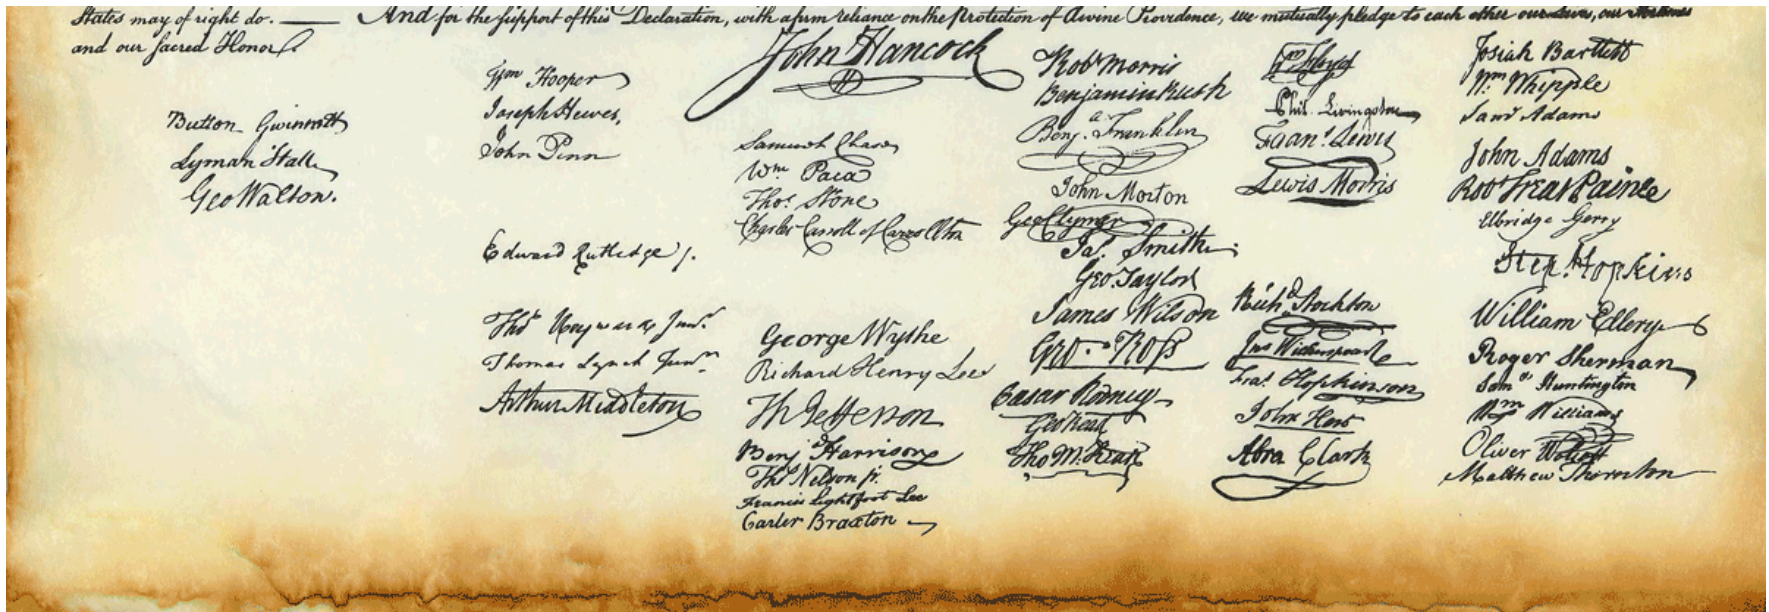 States may of right do. — And for the support of this Declaration, with a firm reliance on the Protection of divine Providence, we mutually pledge to each other our Lives, our Fortunes
and our sacred Honor
Button Gwinnett
Lyman Hall
Geo Walton.
Wm Hooper
Joseph Hewes,
John Penn
Edward Rutledge /.
Thos Heyward Junr.
Thomas Lynch Junr.
Arthur Middleton
John Hancock
Samuel Chase
Wm. Paca
Thos. Stone
Charles Carroll of Carrollton
George Wythe
Richard Henry Lee
Th Jefferson
Benj Harrison
Thos Nelson jr.
Francis Lightfoot Lee
Carter Braxton
Robt Morris
Benjamin Rush
Benja. Franklin
John Morton
Geo Clymer
Jas. Smith
Geo. Taylor
James Wilson
Geo. Ross
Caesar Rodney
Geo Read
Tho M:Kean
Wm Floyd
Phil. Livingston
Frans. Lewis
Lewis Morris
Richd. Stockton
Jno Witherspoon
Fras. Hopkinson
John Hart
Abra Clark
Josiah Bartlett
Wm. Whipple
Saml Adams
John Adams
Robt Treat Paine
Elbridge Gerry
Step. Hopkins
William Ellery
Roger Sherman
Saml Huntington
Wm Williams
Oliver Wolcott
Matthew Thornton